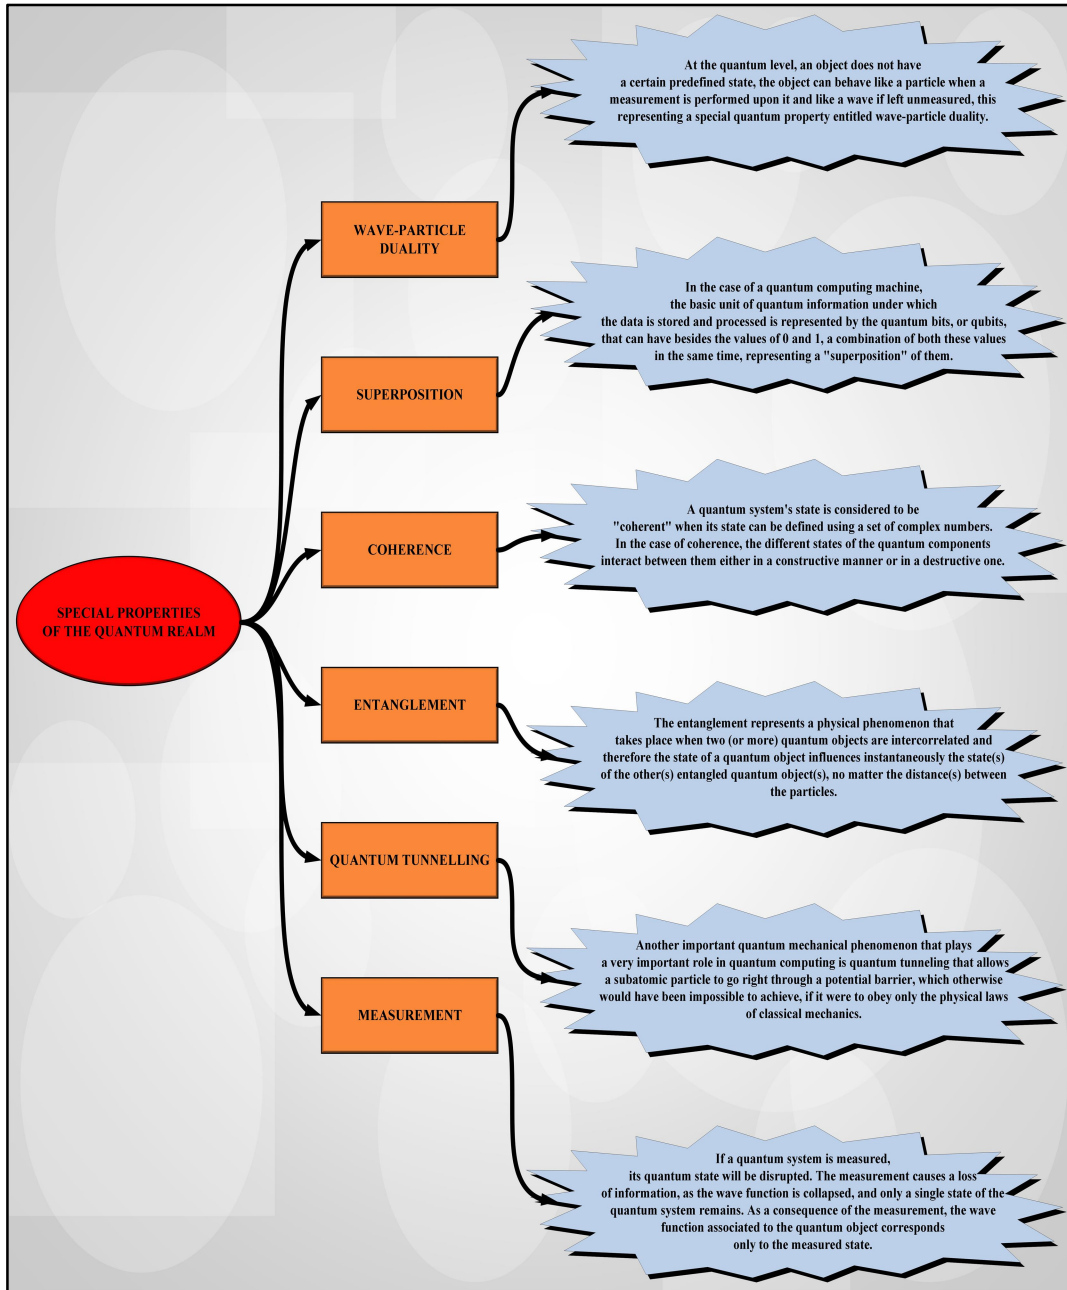 SPECIAL PROPERTIES
OF THE QUANTUM REALM
WAVE-PARTICLE
DUALITY
At the quantum level, an object does not have
a certain predefined state, the object can behave like a particle when a
measurement is performed upon it and like a wave if left unmeasured, this
representing a special quantum property entitled wave-particle duality.
SUPERPOSITION
In the case of a quantum computing machine,
the basic unit of quantum information under which
the data is stored and processed is represented by the quantum bits, or qubits,
that can have besides the values of 0 and 1, a combination of both these values
in the same time, representing a "superposition" of them.
COHERENCE
A quantum system's state is considered to be
"coherent" when its state can be defined using a set of complex numbers.
In the case of coherence, the different states of the quantum components
interact between them either in a constructive manner or in a destructive one.
ENTANGLEMENT
The entanglement represents a physical phenomenon that
takes place when two (or more) quantum objects are intercorrelated and
therefore the state of a quantum object influences instantaneously the state(s)
of the other(s) entangled quantum object(s), no matter the distance(s) between
the particles.
QUANTUM TUNNELLING
Another important quantum mechanical phenomenon that plays
a very important role in quantum computing is quantum tunneling that allows
a subatomic particle to go right through a potential barrier, which otherwise
would have been impossible to achieve, if it were to obey only the physical laws
of classical mechanics.
MEASUREMENT
If a quantum system is measured,
its quantum state will be disrupted. The measurement causes a loss
of information, as the wave function is collapsed, and only a single state of the
quantum system remains. As a consequence of the measurement, the wave
function associated to the quantum object corresponds
only to the measured state.